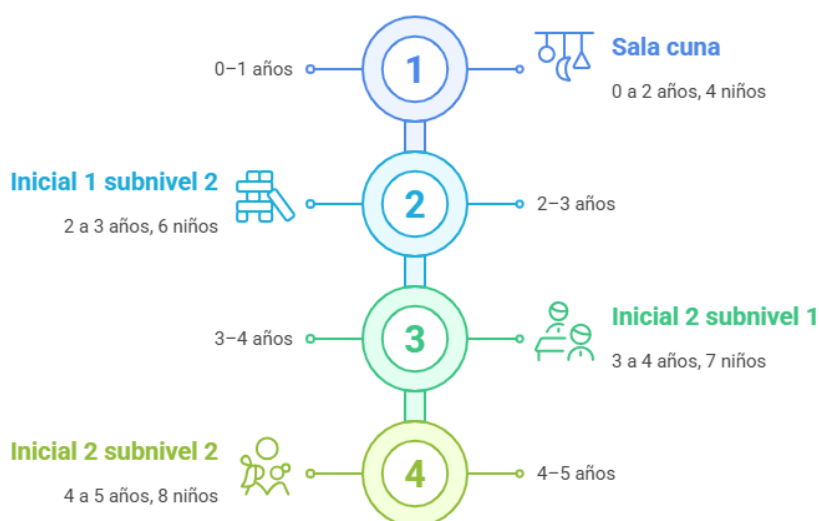 0–1 años
1
Sala cuna
0 a 2 años, 4 niños
Inicial 1 subnivel 2
2 a 3 años, 6 niños
2
2–3 años
3–4 años
3
Inicial 2 subnivel 1
3 a 4 años, 7 niños
Inicial 2 subnivel 2
4 a 5 años, 8 niños
4
4–5 años